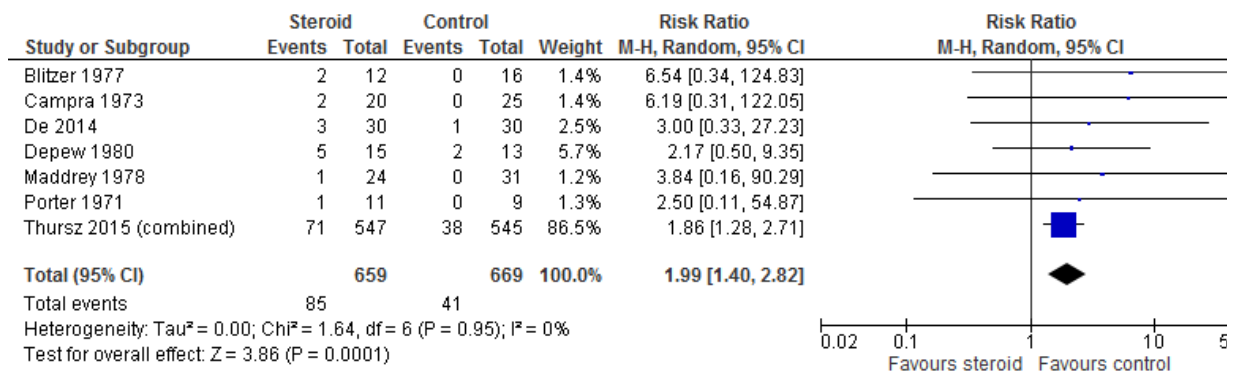 Steroid Control Risk Ratio Risk Ratio
Study or Subgroup Events Total Events Total Weight M-H, Random, 95% CI M-H, Random, 95% CI
Blitzer 1977 2 12 0 16 1.4% 6.54 [0.34, 124.83]
Campra 1973 2 20 0 25 1.4% 6.19 [0.31, 122.05]
De 2014 3 30 1 30 2.5% 3.00 [0.33, 27.23]
Depew 1980 5 15 2 13 5.7% 2.17 [0.50, 9.35]
Maddrey 1978 1 24 0 31 1.2% 3.84 [0.16, 90.29]
Porter 1971 1 11 0 9 1.3% 2.50 [0.11, 54.87]
Thursz 2015 (combined) 71 547 38 545 86.5% 1.86 [1.28, 2.71]
Total (95% CI) 659 669 100.0% 1.99 [1.40, 2.82]
Total events 85 41
Heterogeneity: Tau² = 0.00; Chi² = 1.64, df = 6 (P = 0.95); I² = 0%
Test for overall effect: Z = 3.86 (P = 0.0001)
0.02 0.1 1 10 5
Favours steroid Favours control